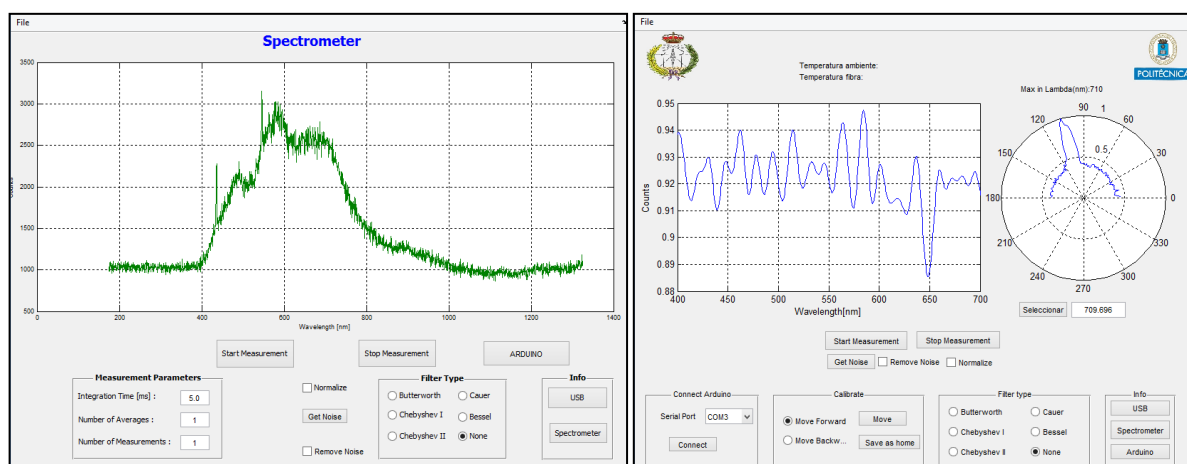 File
Spectrometer
3500
3000
2500
2000
1500
1000
500
0 200 400 600 800 1000 1200 1400
Wavelength [nm]
Start Measurement Stop Measurement ARDUINO
Measurement Parameters
Integration Time [ms] : 5.0
Number of Averages : 1
Number of Measurements : 1
Normalize
Get Noise
Remove Noise
Filter Type
Butterworth Cauer
Chebyshev I Bessel
Chebyshev II None
Info
USB
Spectrometer
File
POLITÉCNICA
Temperatura ambiente:
Temperatura fibra:
Max in Lambda(nm):710
0.95
0.94
0.93
0.92
0.91
0.9
0.89
0.88
Counts
400 450 500 550 600 650 700
Wavelength[nm]
90 1
120 60
0.5
150 30
180 0
210 330
240 300
270
Seleccionar 709.696
Start Measurement Stop Measurement
Get Noise Remove Noise Normalize
Connect Arduino
Serial Port COM3
Connect
Calibrate
Move Forward Move
Move Backw... Save as home
Filter type
Butterworth Cauer
Chebyshev I Bessel
Chebyshev II None
Info
USB
Spectrometer
Arduino